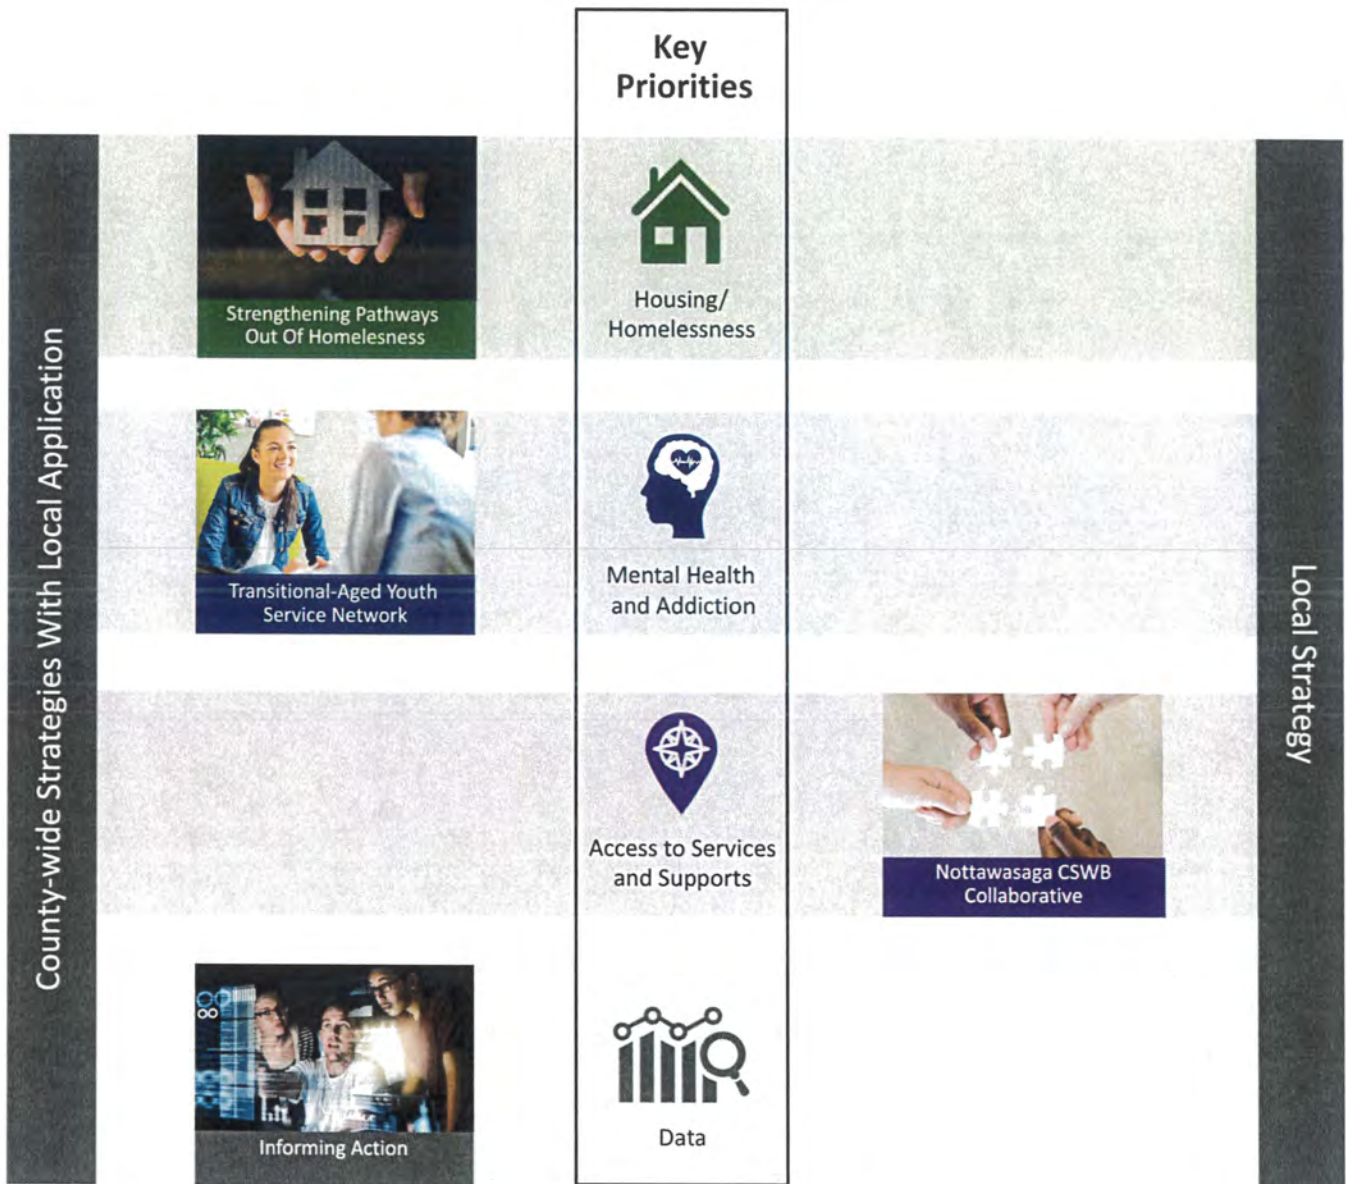 Key
Priorities
County-wide Strategies With Local Application
Strengthening Pathways
Out Of Homelesness
Housing/
Homelessness
Transitional-Aged Youth
Service Network
Mental Health
and Addiction
Local Strategy
Access to Services
and Supports
Nottawasaga CSWB
Collaborative
Informing Action
Data